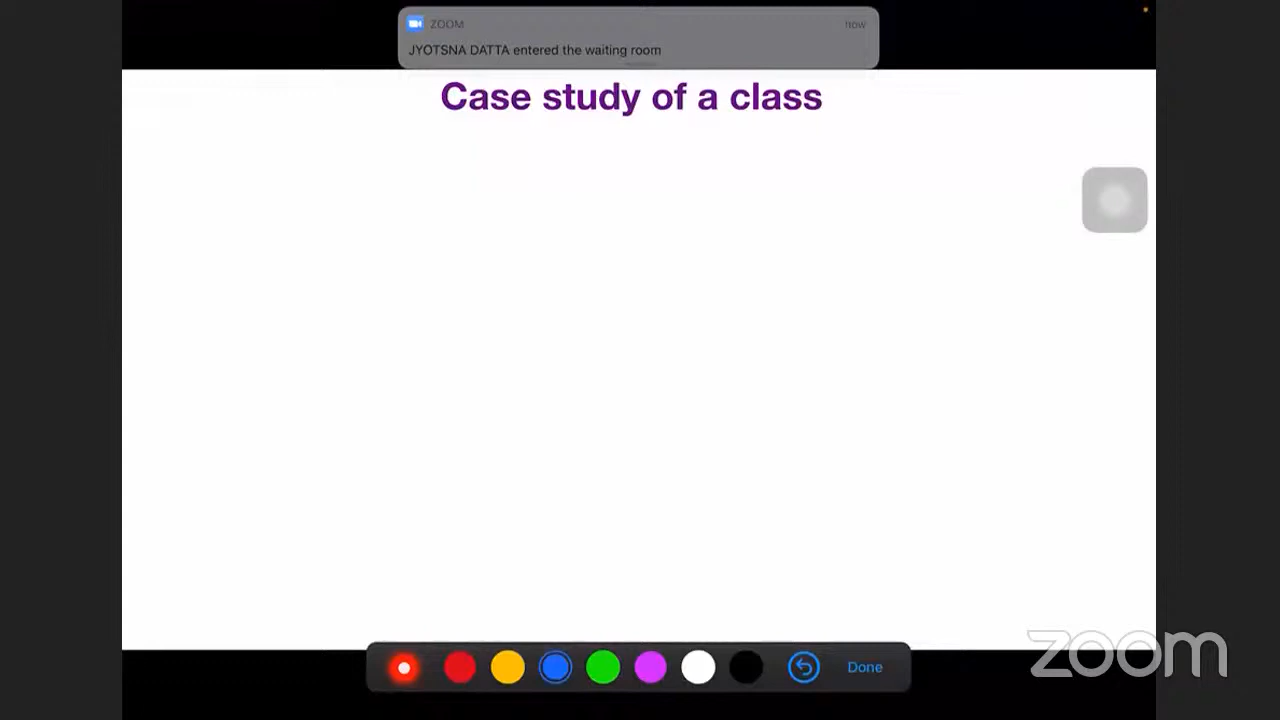 ZOOM
now
JYOTSNA DATTA entered the waiting room
Case study of a class
Done
zoom